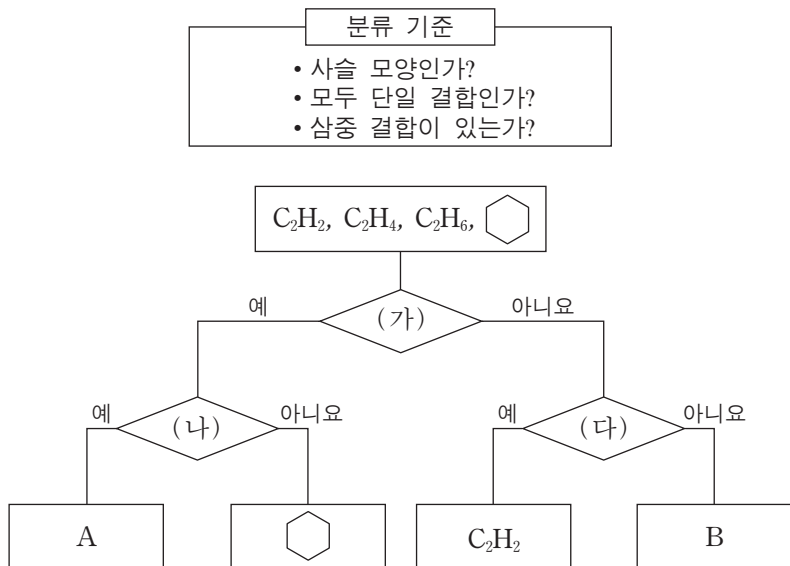 분류 기준
• 사슬 모양인가?
• 모두 단일 결합인가?
• 삼중 결합이 있는가?
C₂H₂, C₂H₄, C₂H₆,
예 (가) 아니요
예 (나) 아니요 예 (다) 아니요
A C₂H₂ B